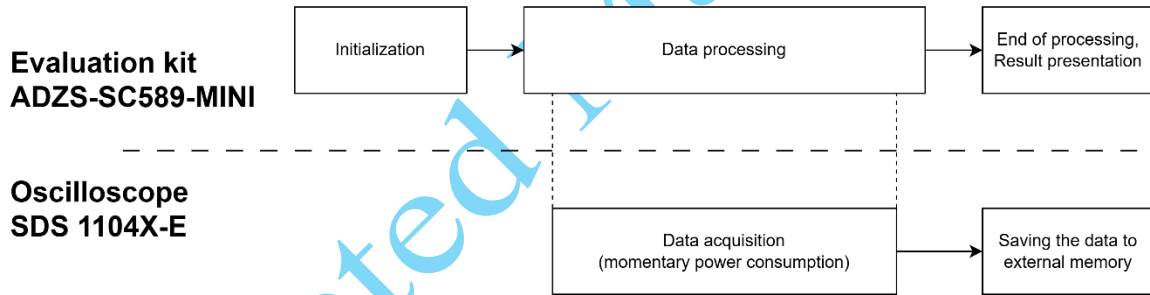 Evaluation kit
ADZS-SC589-MINI
Initialization
Data processing
End of processing,
Result presentation
Oscilloscope
SDS 1104X-E
Data acquisition
(momentary power consumption)
Saving the data to
external memory